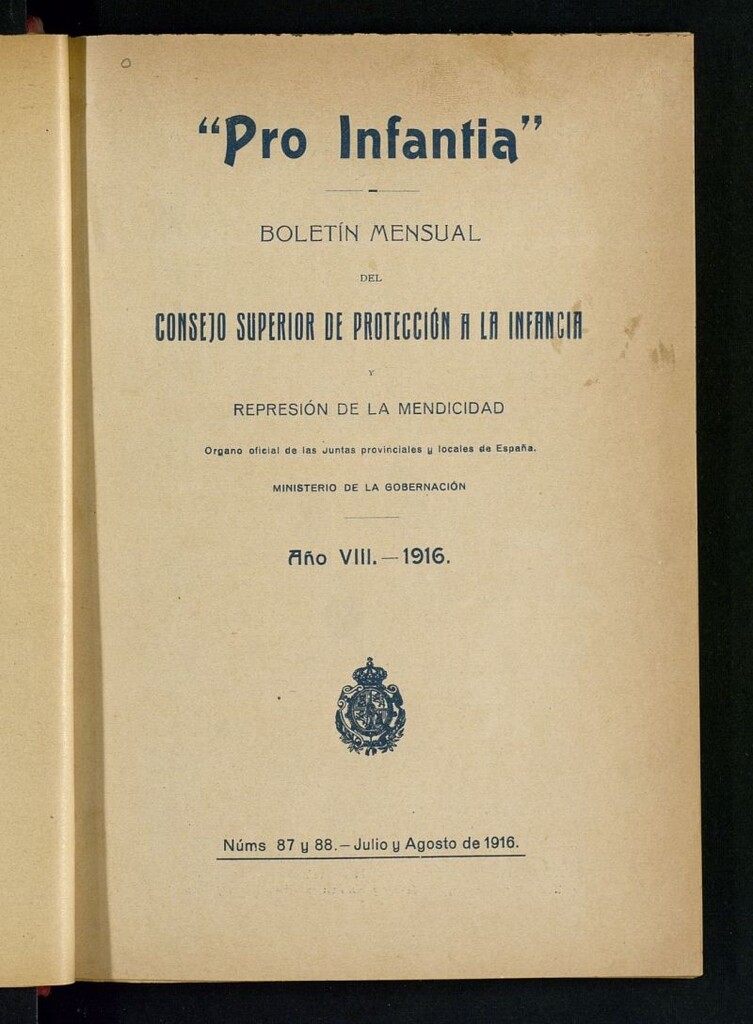 “Pro Infantia”
BOLETÍN MENSUAL
DEL
CONSEJO SUPERIOR DE PROTECCIÓN A LA INFANCIA
Y
REPRESIÓN DE LA MENDICIDAD
Organo oficial de las Juntas provinciales y locales de España.
MINISTERIO DE LA GOBERNACIÓN
Año VIII.—1916.
Núms 87 y 88.—Julio y Agosto de 1916.